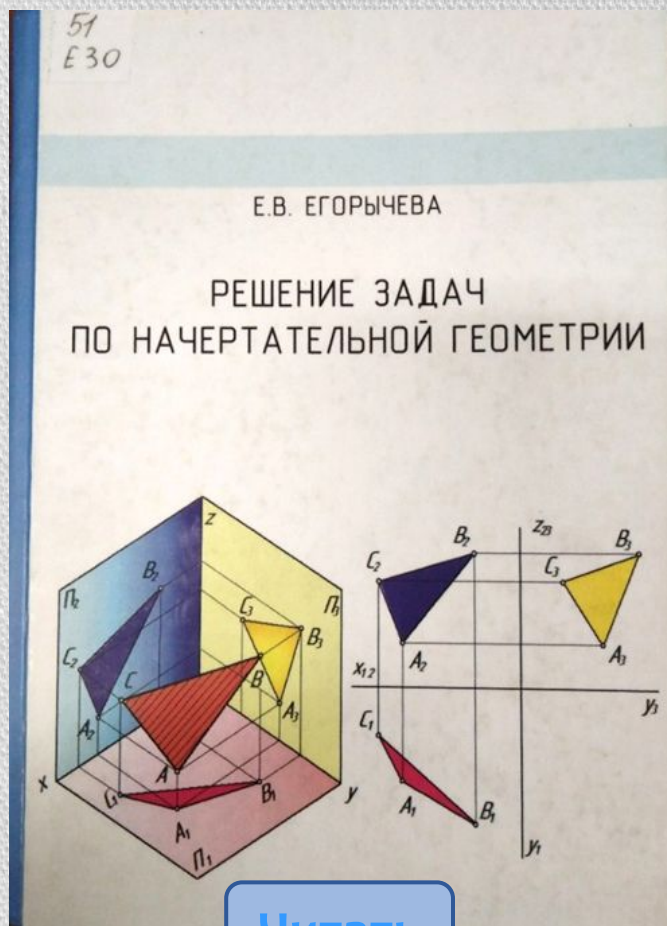 51
Е30
Е.В. ЕГОРЫЧЕВА
РЕШЕНИЕ ЗАДАЧ
ПО НАЧЕРТАТЕЛЬНОЙ ГЕОМЕТРИИ
z
B₂
П₂
C₃
П₃
B₃
C₂
C
B
A₂
A₃
x
A
y
C₁
B₁
A₁
П₁
B₂
z₂₃
B₃
C₂
C₃
A₂
A₃
x₁₂
y₃
C₁
A₁
B₁
y₁
Читать